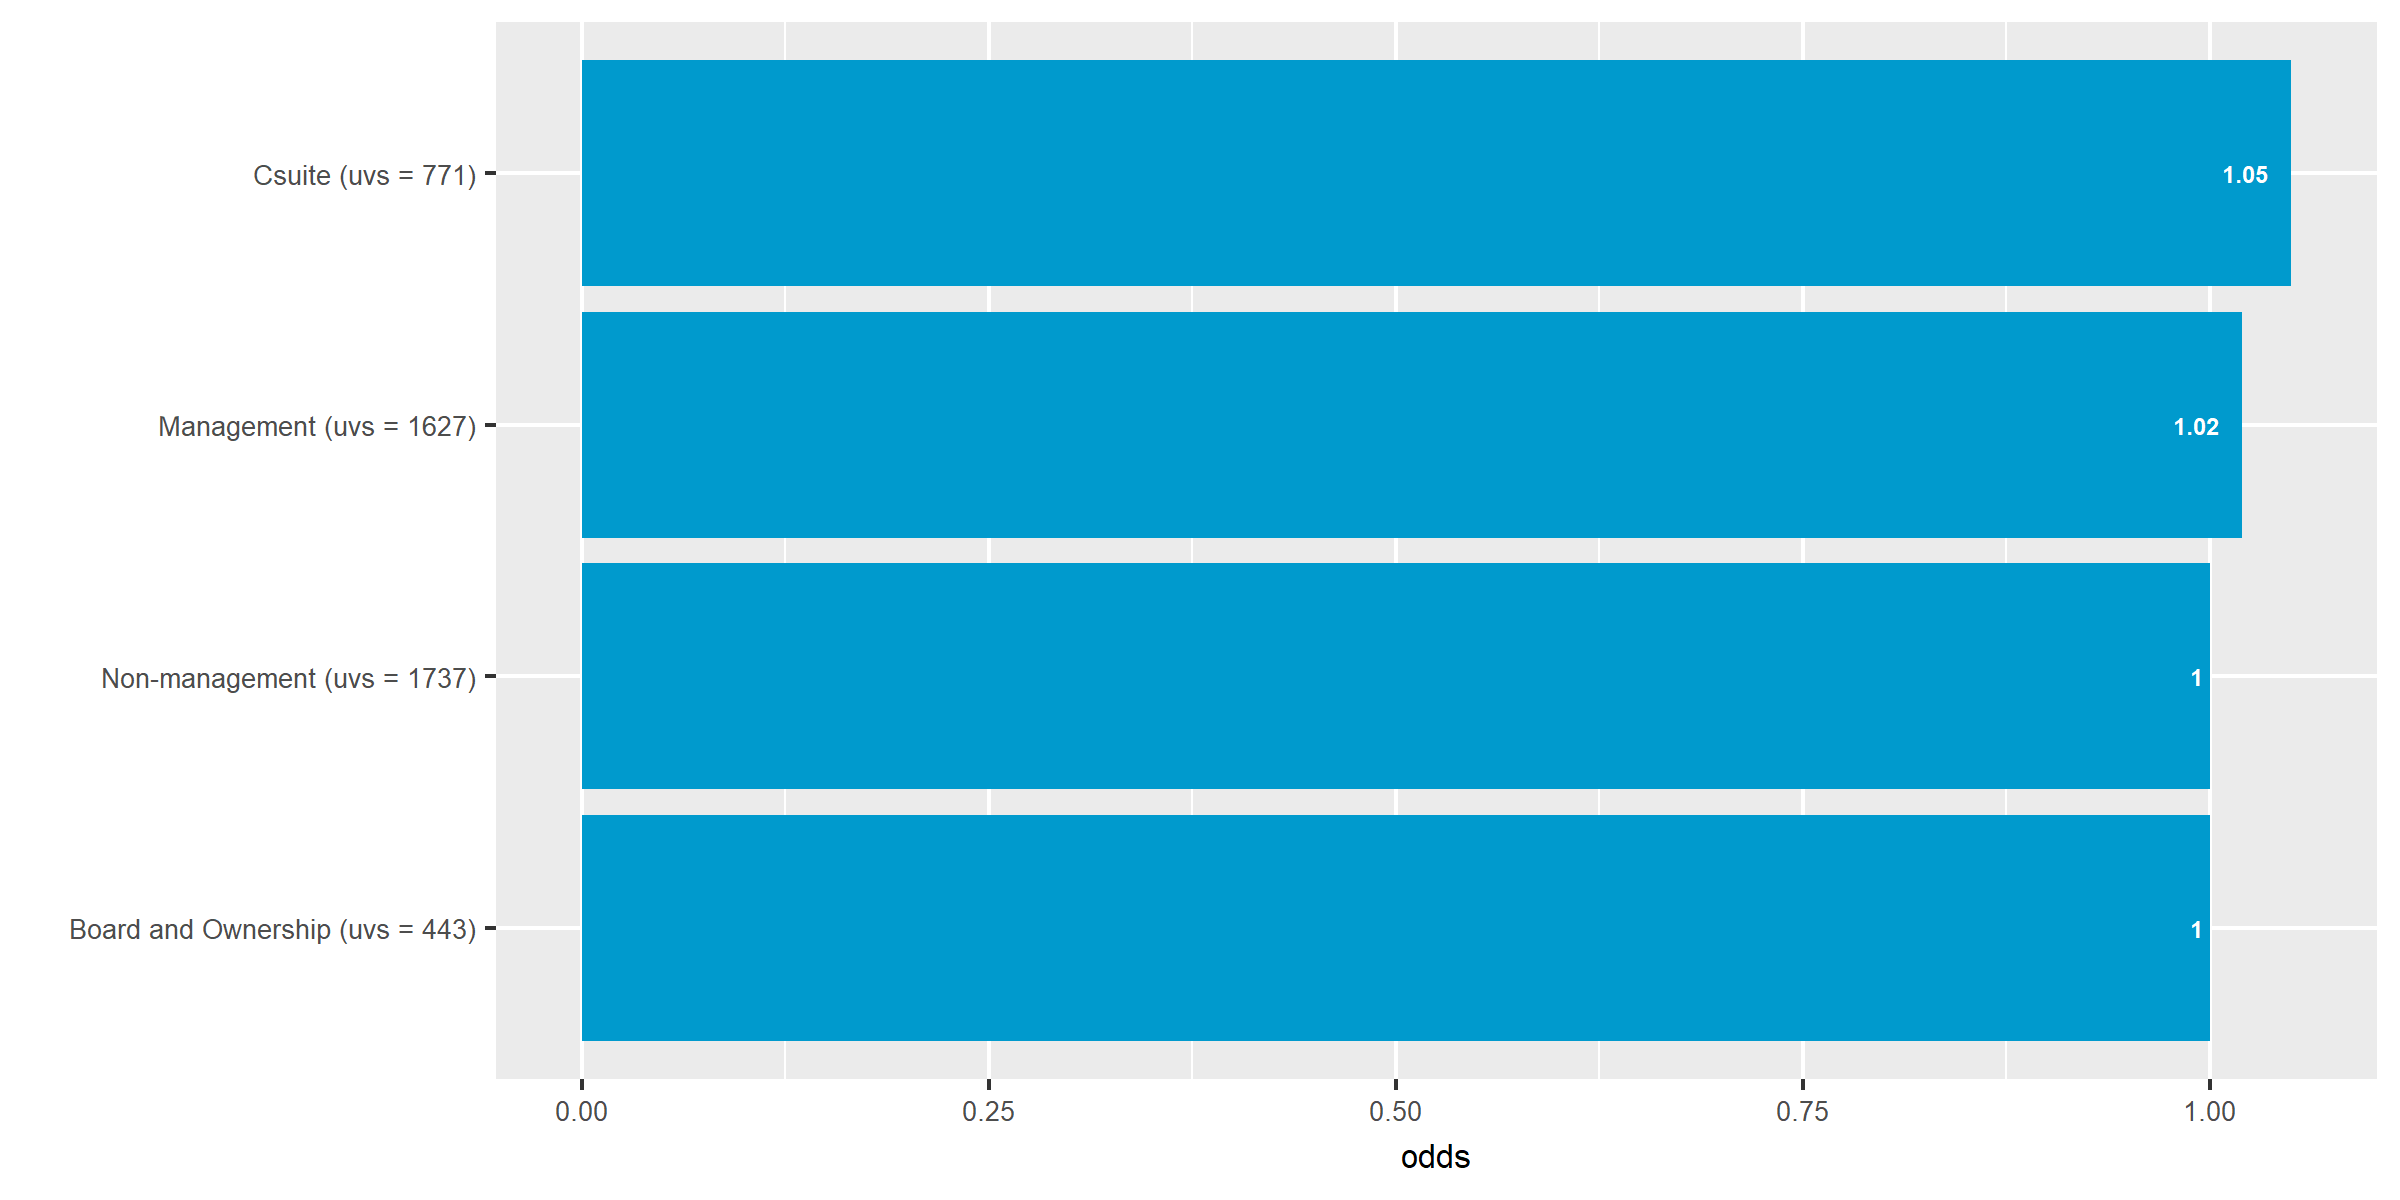 Csuite (uvs = 771)
1.05
Management (uvs = 1627)
1.02
Non-management (uvs = 1737)
1
Board and Ownership (uvs = 443)
1
0.00 0.25 0.50 0.75 1.00
odds